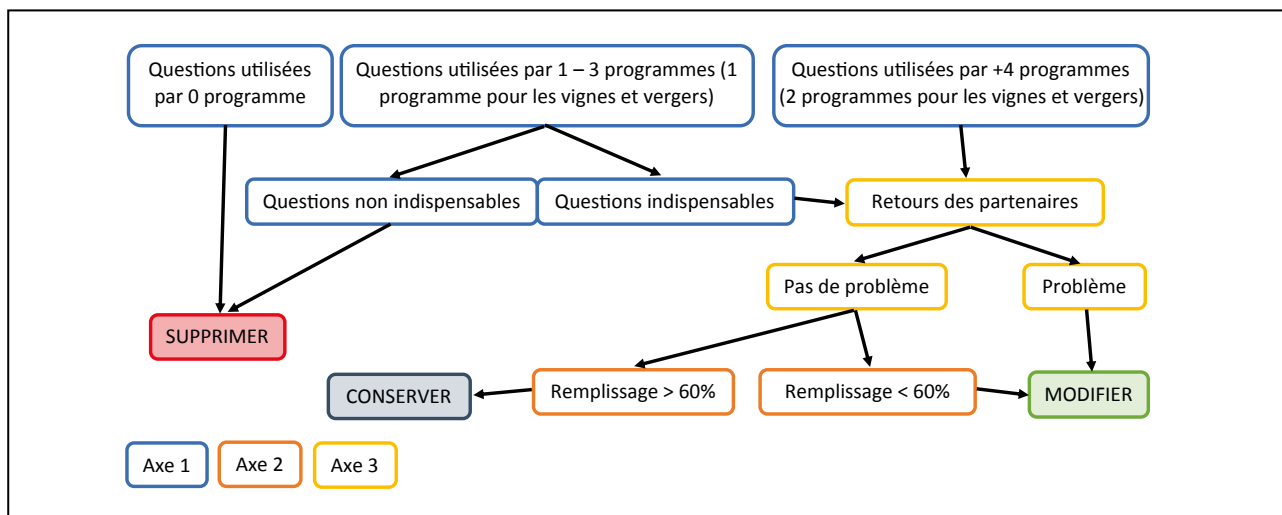 Questions utilisées
par 0 programme
Questions utilisées par 1 – 3 programmes (1
programme pour les vignes et vergers)
Questions utilisées par +4 programmes
(2 programmes pour les vignes et vergers)
Questions non indispensables
Questions indispensables
Retours des partenaires
Pas de problème
Problème
SUPPRIMER
CONSERVER
Remplissage > 60%
Remplissage < 60%
MODIFIER
Axe 1
Axe 2
Axe 3